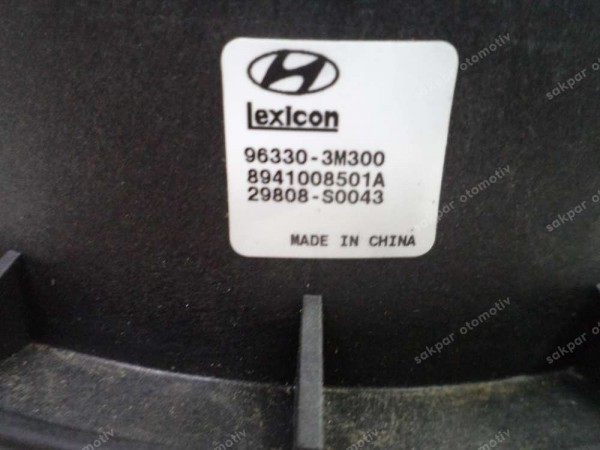 Lexicon
96330-3M300
8941008501A
29808-S0043
MADE IN CHINA
sakpar otomotiv
sakpar otomotiv
sakpar otomotiv
sakpar otomotiv